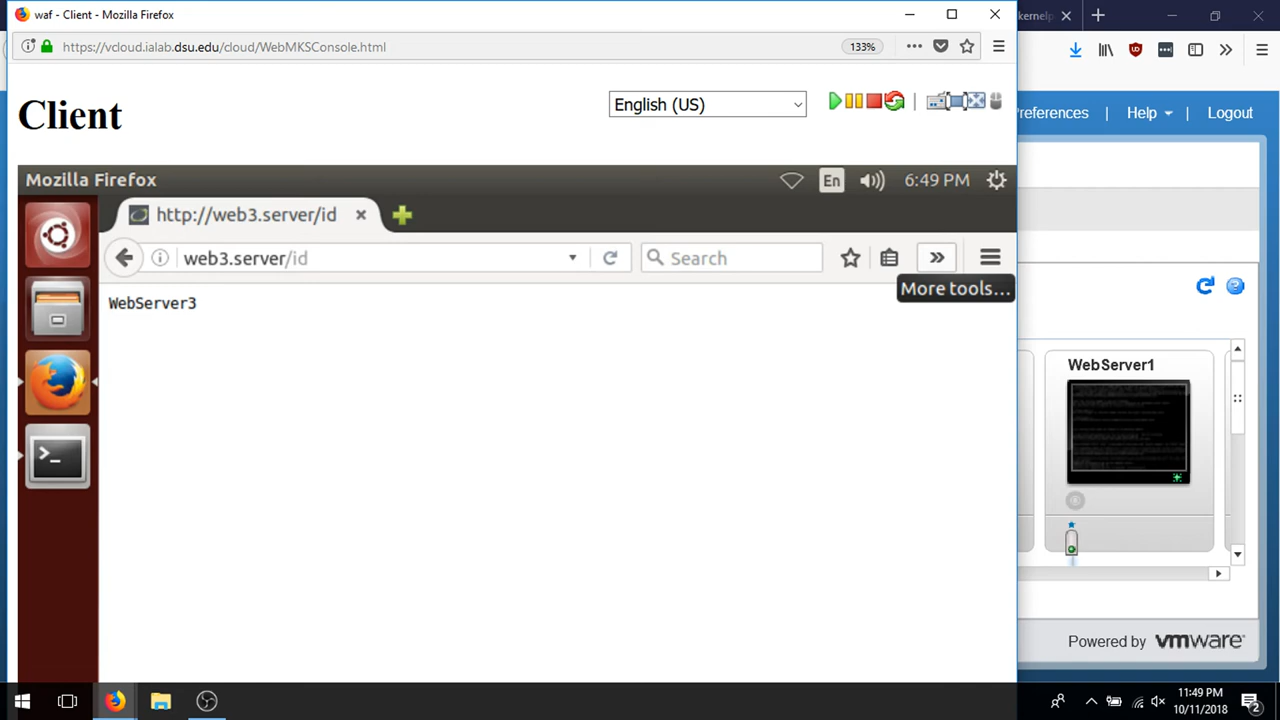 waf - Client - Mozilla Firefox
kernelp
https://vcloud.ialab.dsu.edu/cloud/WebMKSConsole.html
133%
Client
English (US)
Preferences | Help | Logout
Mozilla Firefox
En
6:49 PM
http://web3.server/id
web3.server/id
Search
More tools...
WebServer3
WebServer1
Powered by vmware
11:49 PM
10/11/2018
2